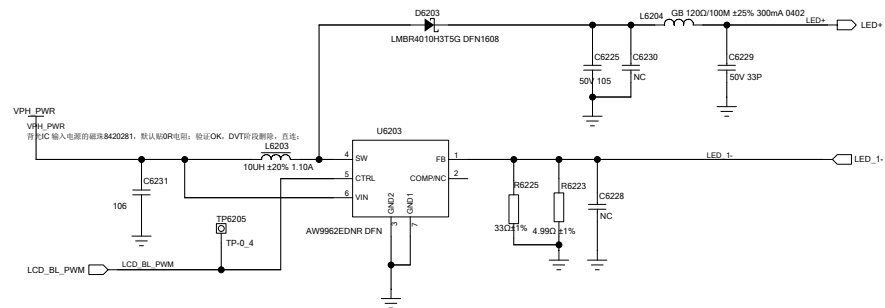 D6203
LMBR4010H3T5G DFN1608
L6204
GB 120Ω/100M ±25% 300mA 0402
LED+
LED+
C6225
50V 105
C6230
NC
C6229
50V 33P
VPH_PWR
VPH_PWR
背光IC 输入电源的磁珠8420281，默认贴0R电阻；验证OK，DVT阶段删除，直连；
L6203
10UH ±20% 1.10A
U6203
4
SW
FB
1
5
CTRL
COMP/NC
2
6
VIN
GND2
GND1
3
7
AW9962EDNR DFN
LED_1-
LED_1-
C6231
106
R6225
33Ω±1%
R6223
4.99Ω ±1%
C6228
NC
TP6205
TP-0_4
LCD_BL_PWM
LCD_BL_PWM